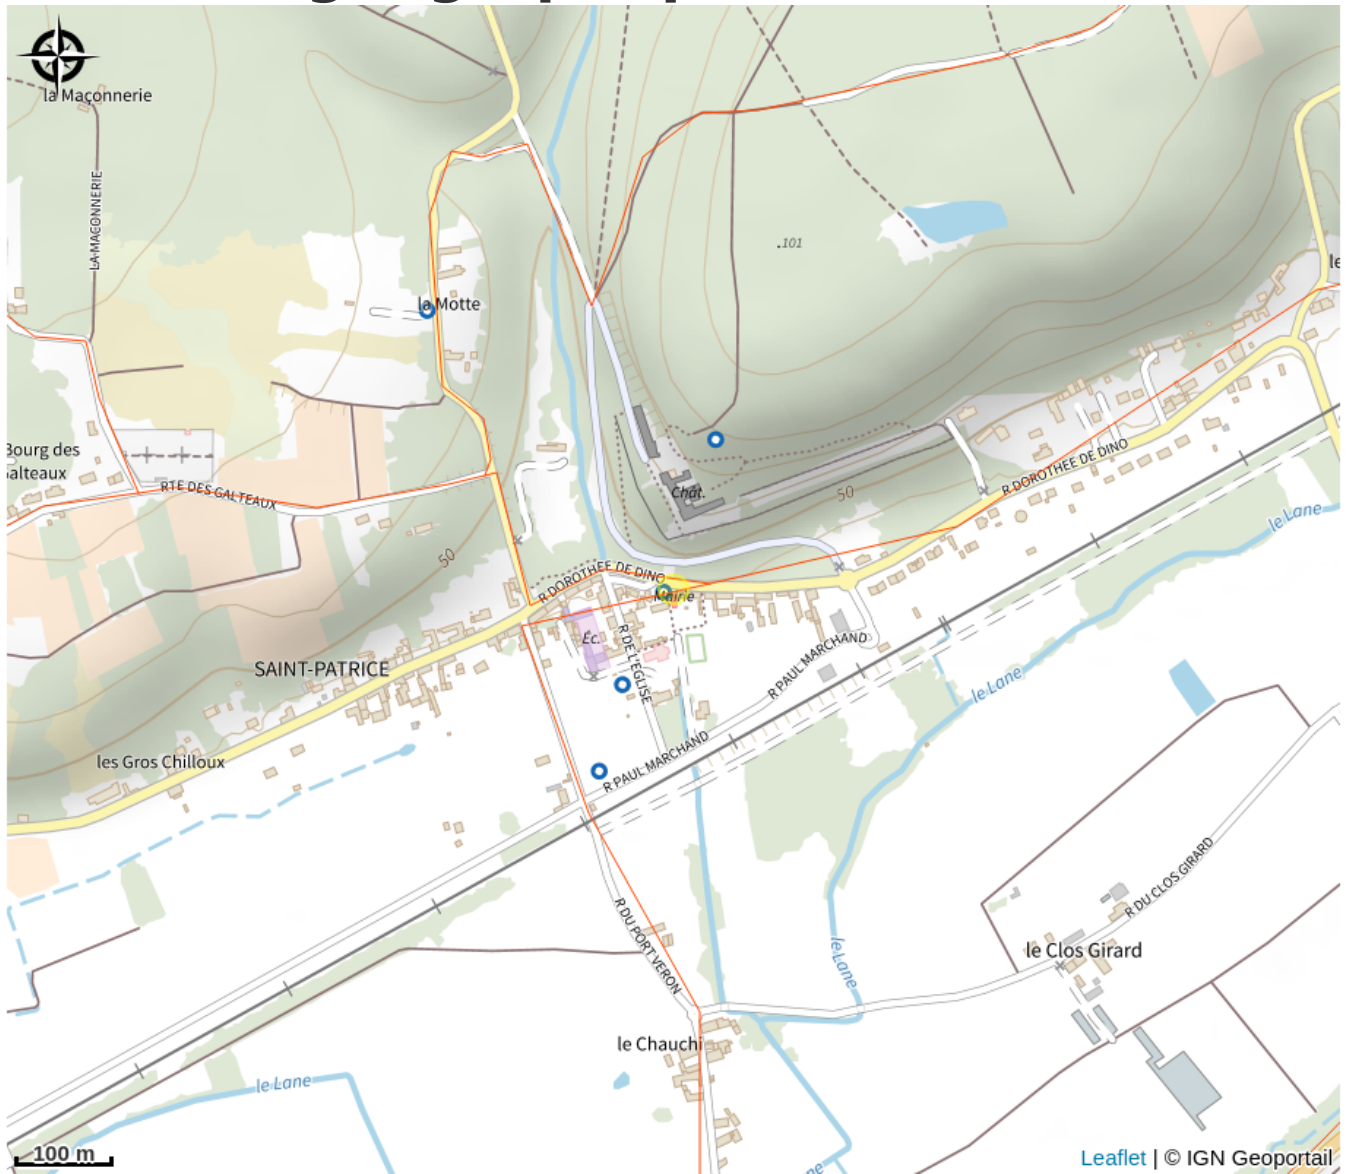 la Maçonnerie
LA MACONNERIE
.101
la Motte
Bourg des
RTE DES GALTEAUX
50
Chât.
50
R DOROTHEE DE DINO
le Lane
R DOROTHEE DE DINO
Mairie
Éc.
R DE L'EGLISE
SAINT-PATRICE
R PAUL MARCHAND
le Lane
les Gros Chilloux
R PAUL MARCHAND
R DU CLOS GIRARD
R DU PORT VERON
le Lane
le Clos Girard
le Chauchi
le Lane
100 m
Leaflet | © IGN Geoportail